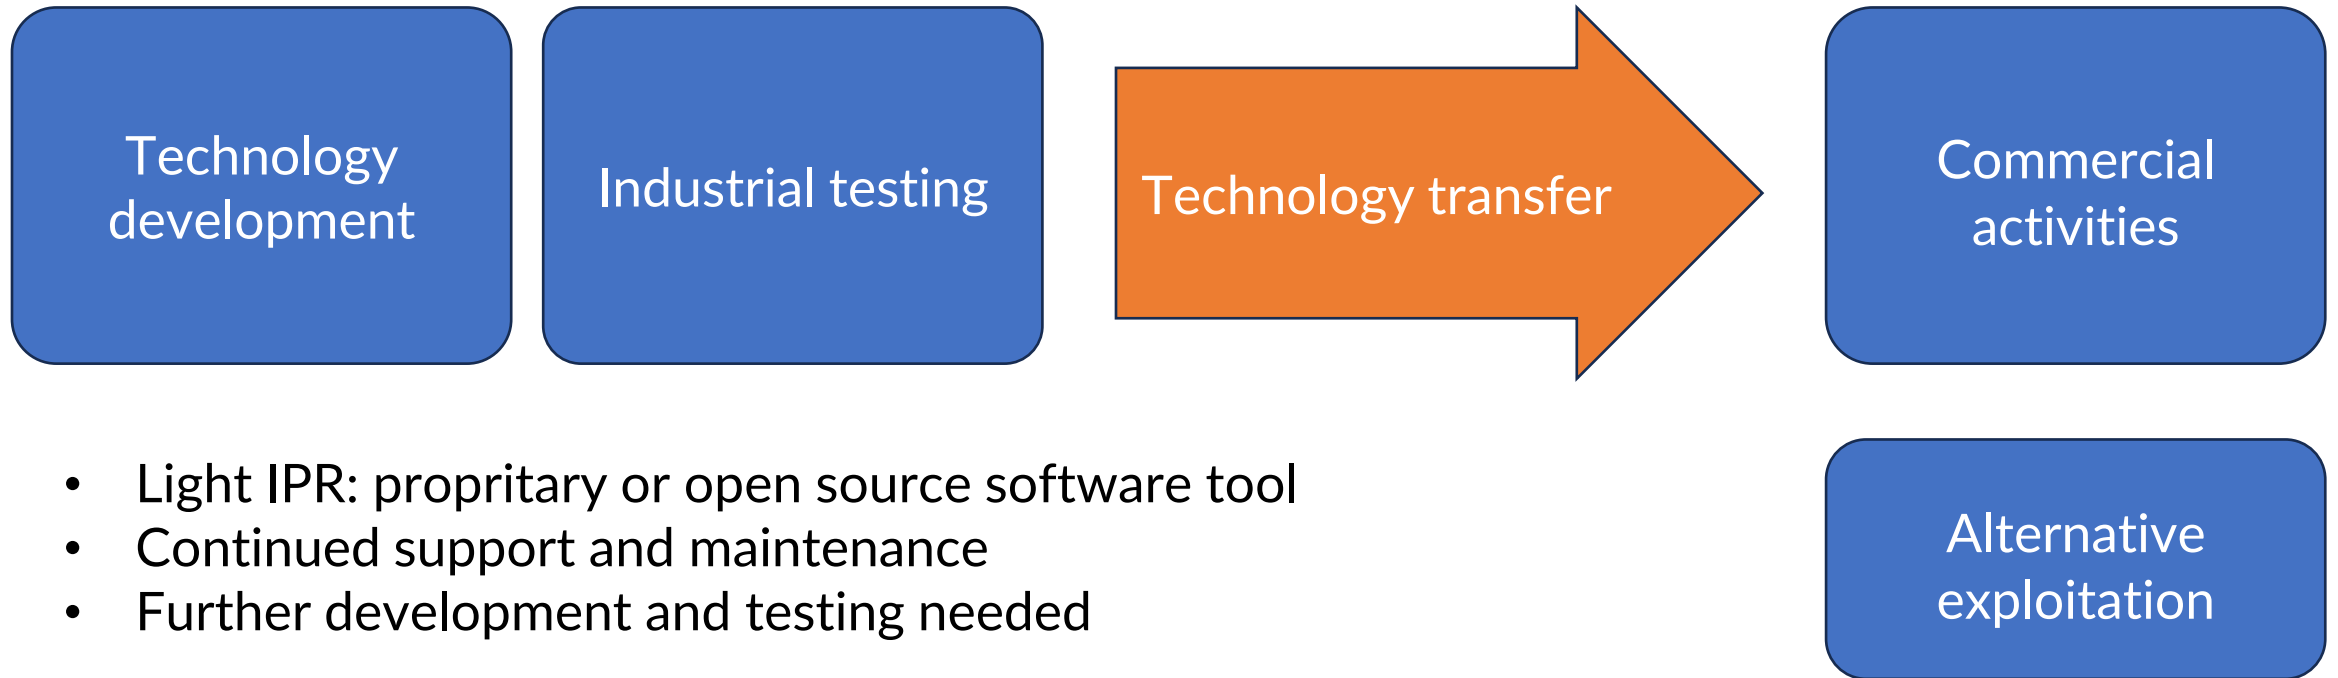 Technology
development
Industrial testing
Technology transfer
Commercial
activities
• Light IPR: propritary or open source software tool
• Continued support and maintenance
• Further development and testing needed
Alternative
exploitation